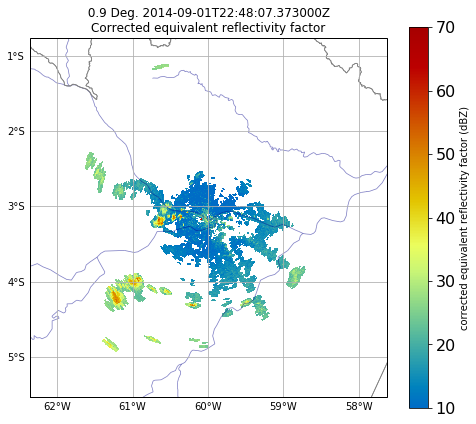 0.9 Deg. 2014-09-01T22:48:07.373000Z
Corrected equivalent reflectivity factor
1°S
2°S
3°S
4°S
5°S
62°W 61°W 60°W 59°W 58°W
70
60
50
40
30
20
10
corrected equivalent reflectivity factor (dBZ)